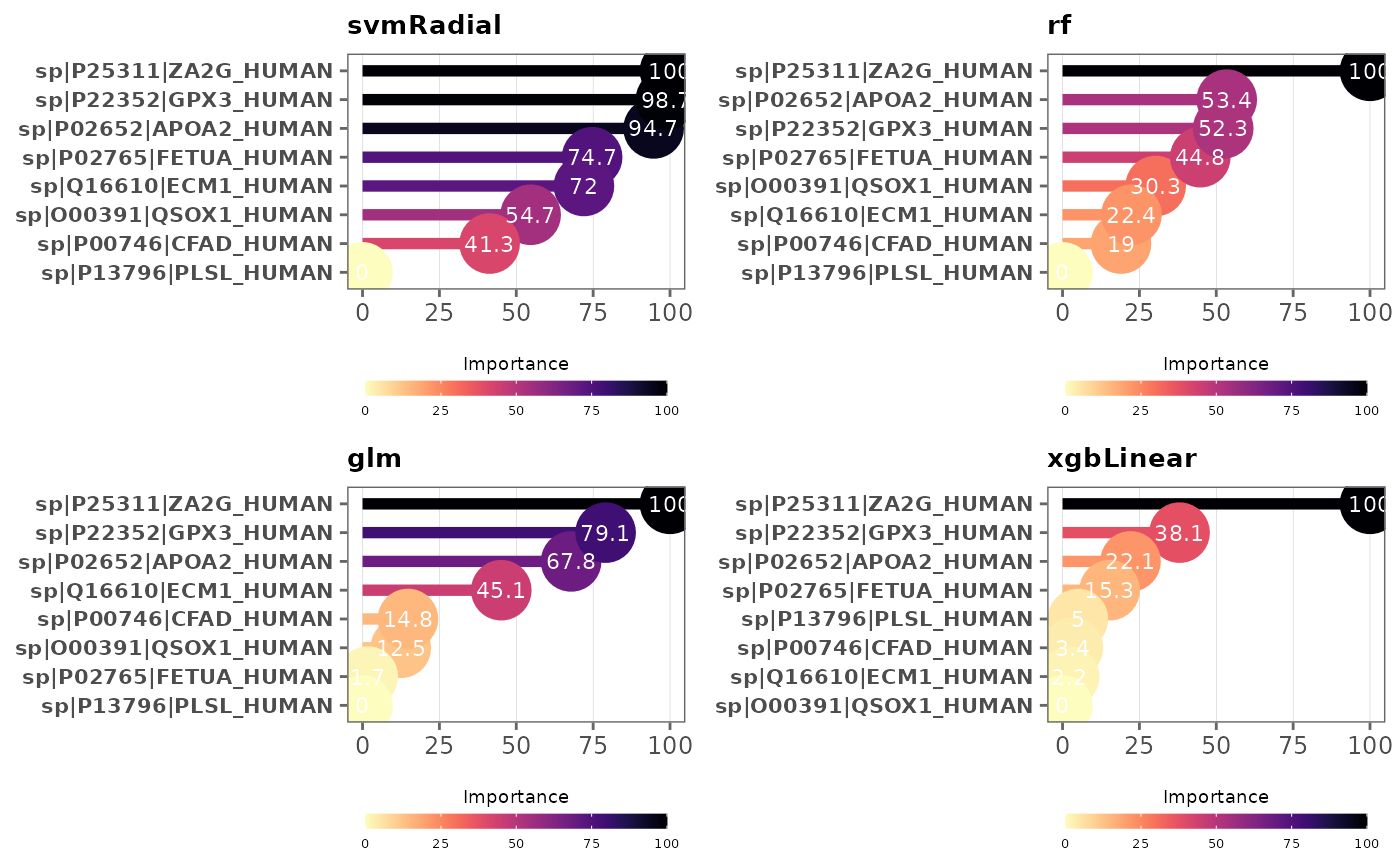 svmRadial
sp|P25311|ZA2G_HUMAN 100
sp|P22352|GPX3_HUMAN 98.7
sp|P02652|APOA2_HUMAN 94.7
sp|P02765|FETUA_HUMAN 74.7
sp|Q16610|ECM1_HUMAN 72
sp|O00391|QSOX1_HUMAN 54.7
sp|P00746|CFAD_HUMAN 41.3
sp|P13796|PLSL_HUMAN 0
0 25 50 75 100
Importance
0 25 50 75 100
rf
sp|P25311|ZA2G_HUMAN 100
sp|P02652|APOA2_HUMAN 53.4
sp|P22352|GPX3_HUMAN 52.3
sp|P02765|FETUA_HUMAN 44.8
sp|O00391|QSOX1_HUMAN 30.3
sp|Q16610|ECM1_HUMAN 22.4
sp|P00746|CFAD_HUMAN 19
sp|P13796|PLSL_HUMAN 0
0 25 50 75 100
Importance
0 25 50 75 100
glm
sp|P25311|ZA2G_HUMAN 100
sp|P22352|GPX3_HUMAN 79.1
sp|P02652|APOA2_HUMAN 67.8
sp|Q16610|ECM1_HUMAN 45.1
sp|P00746|CFAD_HUMAN 14.8
sp|O00391|QSOX1_HUMAN 12.5
sp|P02765|FETUA_HUMAN 1.7
sp|P13796|PLSL_HUMAN 0
0 25 50 75 100
Importance
0 25 50 75 100
xgbLinear
sp|P25311|ZA2G_HUMAN 100
sp|P22352|GPX3_HUMAN 38.1
sp|P02652|APOA2_HUMAN 22.1
sp|P02765|FETUA_HUMAN 15.3
sp|P13796|PLSL_HUMAN 5
sp|P00746|CFAD_HUMAN 3.4
sp|Q16610|ECM1_HUMAN 2.2
sp|O00391|QSOX1_HUMAN 0
0 25 50 75 100
Importance
0 25 50 75 100